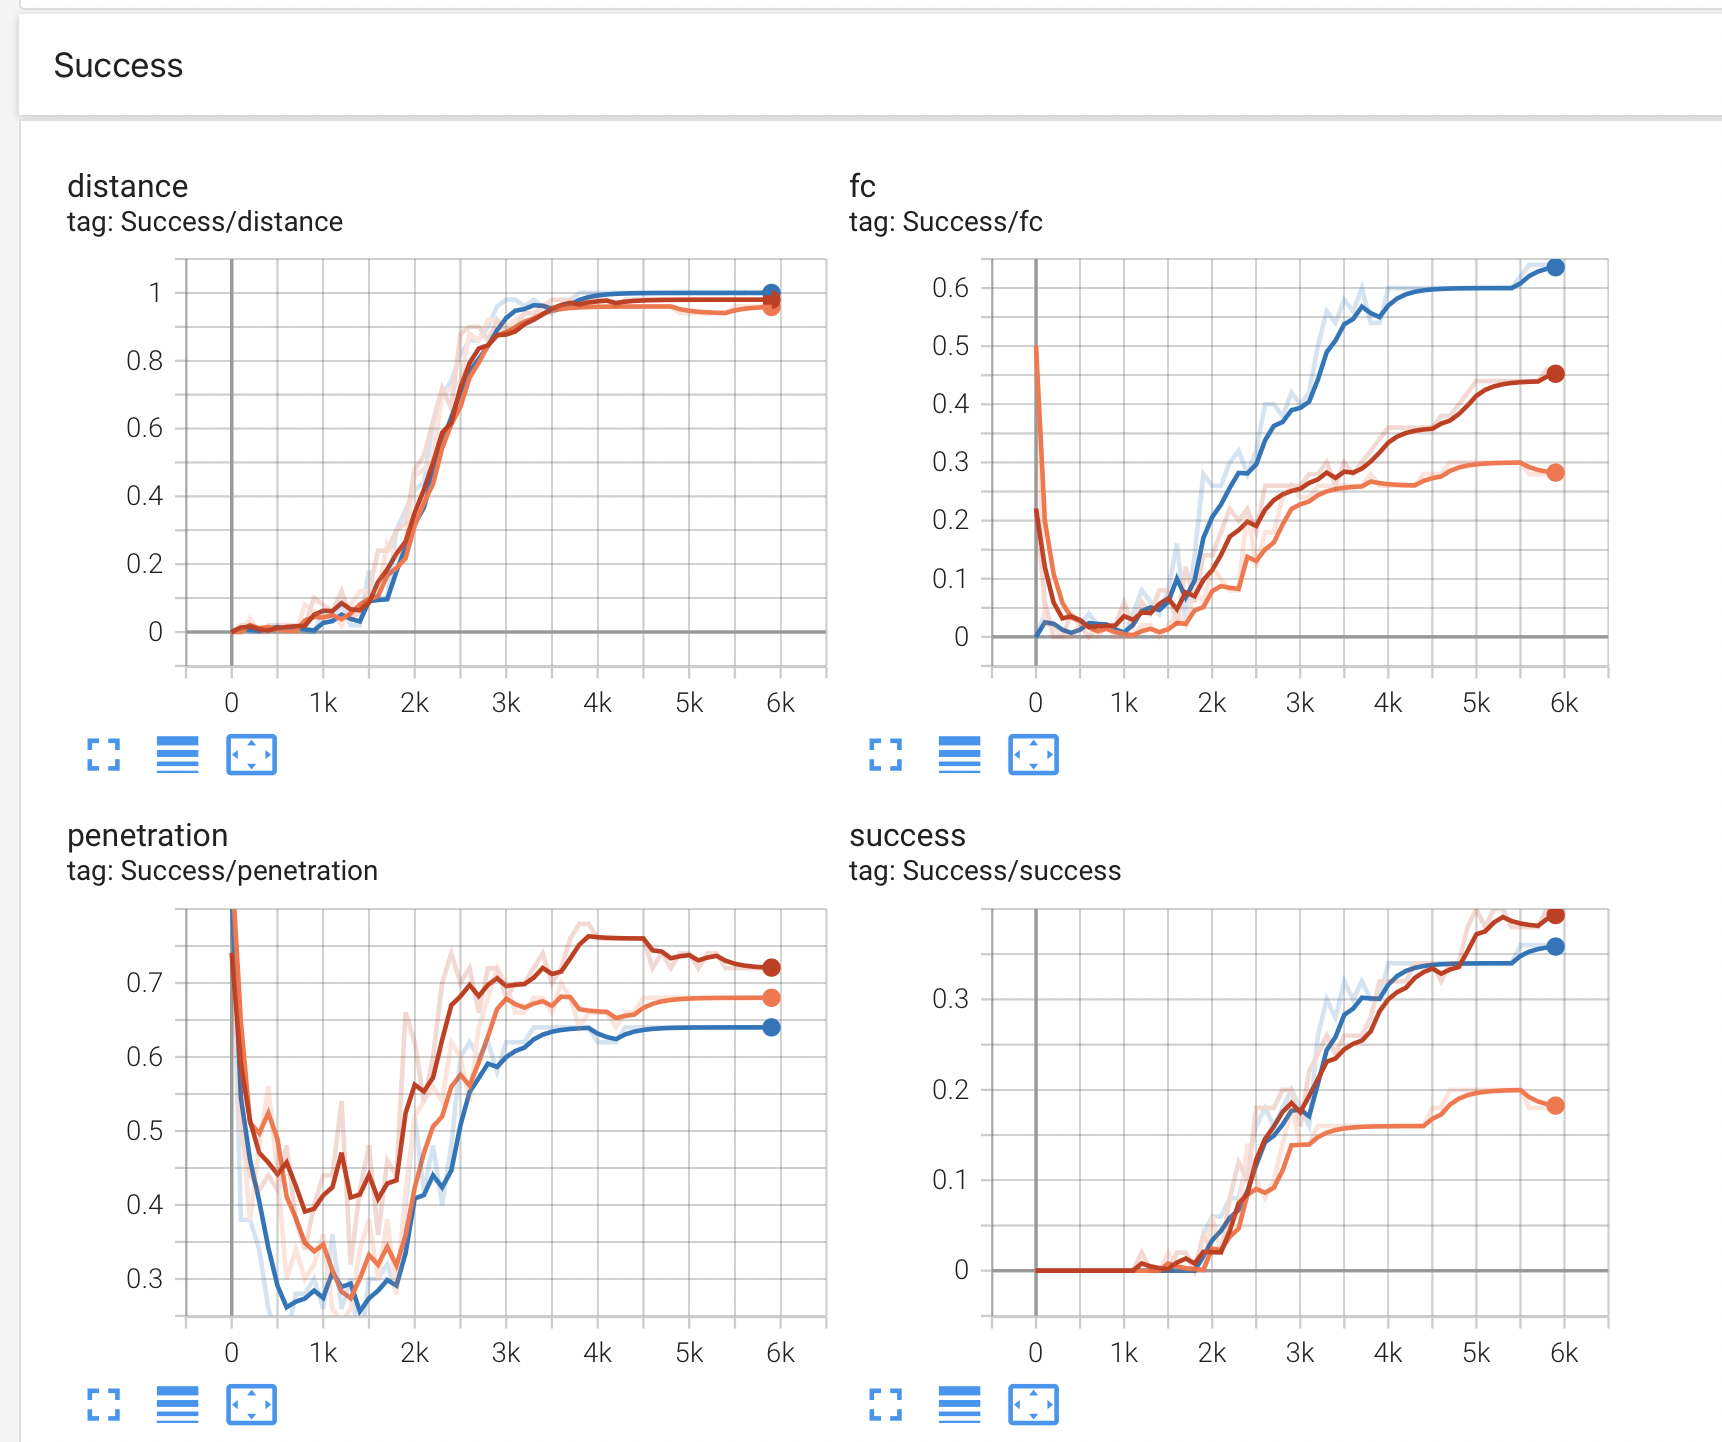 Success
distance
tag: Success/distance
1
0.8
0.6
0.4
0.2
0
0 1k 2k 3k 4k 5k 6k
fc
tag: Success/fc
0.6
0.5
0.4
0.3
0.2
0.1
0
0 1k 2k 3k 4k 5k 6k
penetration
tag: Success/penetration
0.7
0.6
0.5
0.4
0.3
0 1k 2k 3k 4k 5k 6k
success
tag: Success/success
0.3
0.2
0.1
0
0 1k 2k 3k 4k 5k 6k